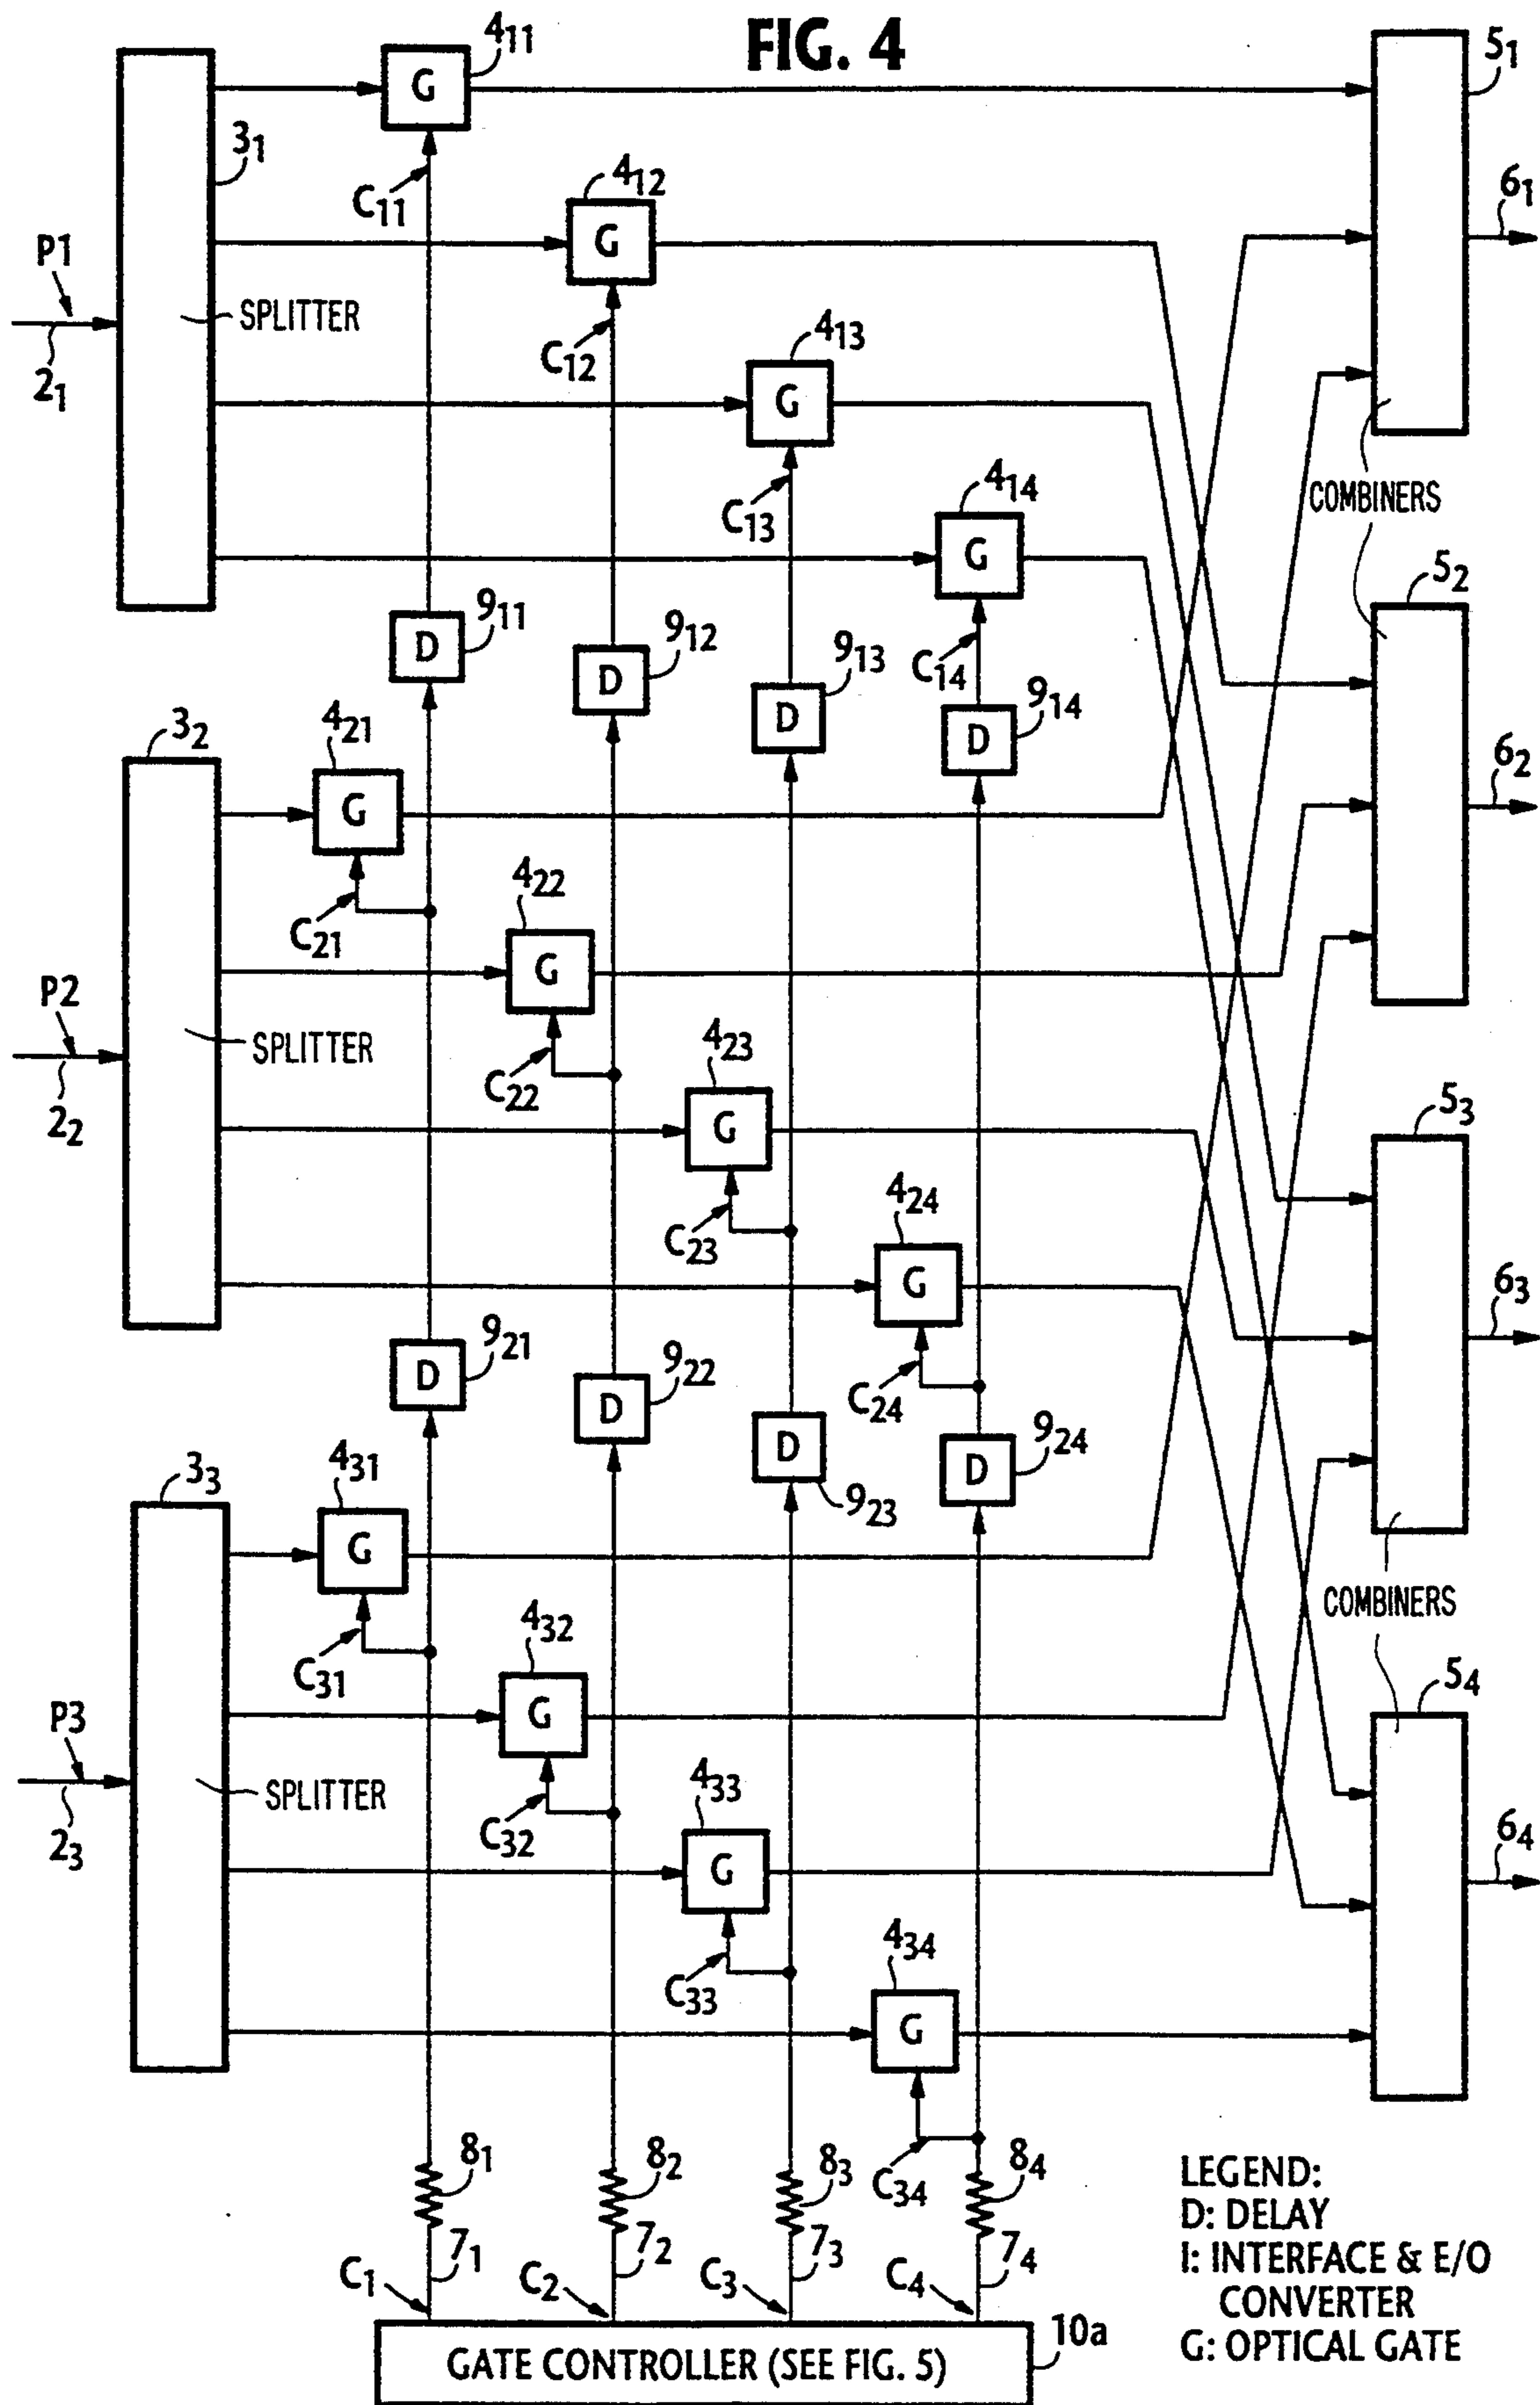 FIG. 4
4₁₁
5₁
3₁
G
C₁₁
4₁₂
6₁
P1
G
SPLITTER
C₁₂
4₁₃
2₁
G
C₁₃
4₁₄
COMBINERS
G
5₂
9₁₁
9₁₂
9₁₃
C₁₄
9₁₄
D
D
D
D
3₂
4₂₁
6₂
G
4₂₂
C₂₁
G
P2
SPLITTER
4₂₃
C₂₂
2₂
G
5₃
C₂₃
4₂₄
6₃
G
9₂₁
9₂₂
C₂₄
9₂₄
D
D
D
D
9₂₃
3₃
4₃₁
G
COMBINERS
4₃₂
C₃₁
5₄
P3
G
SPLITTER
4₃₃
C₃₂
6₄
2₃
G
4₃₄
C₃₃
G
8₁
8₂
8₃
C₃₄
8₄
7₁
7₂
7₃
7₄
C₁
C₂
C₃
C₄
10a
GATE CONTROLLER (SEE FIG. 5)
LEGEND:
D: DELAY
I: INTERFACE & E/O
CONVERTER
G: OPTICAL GATE